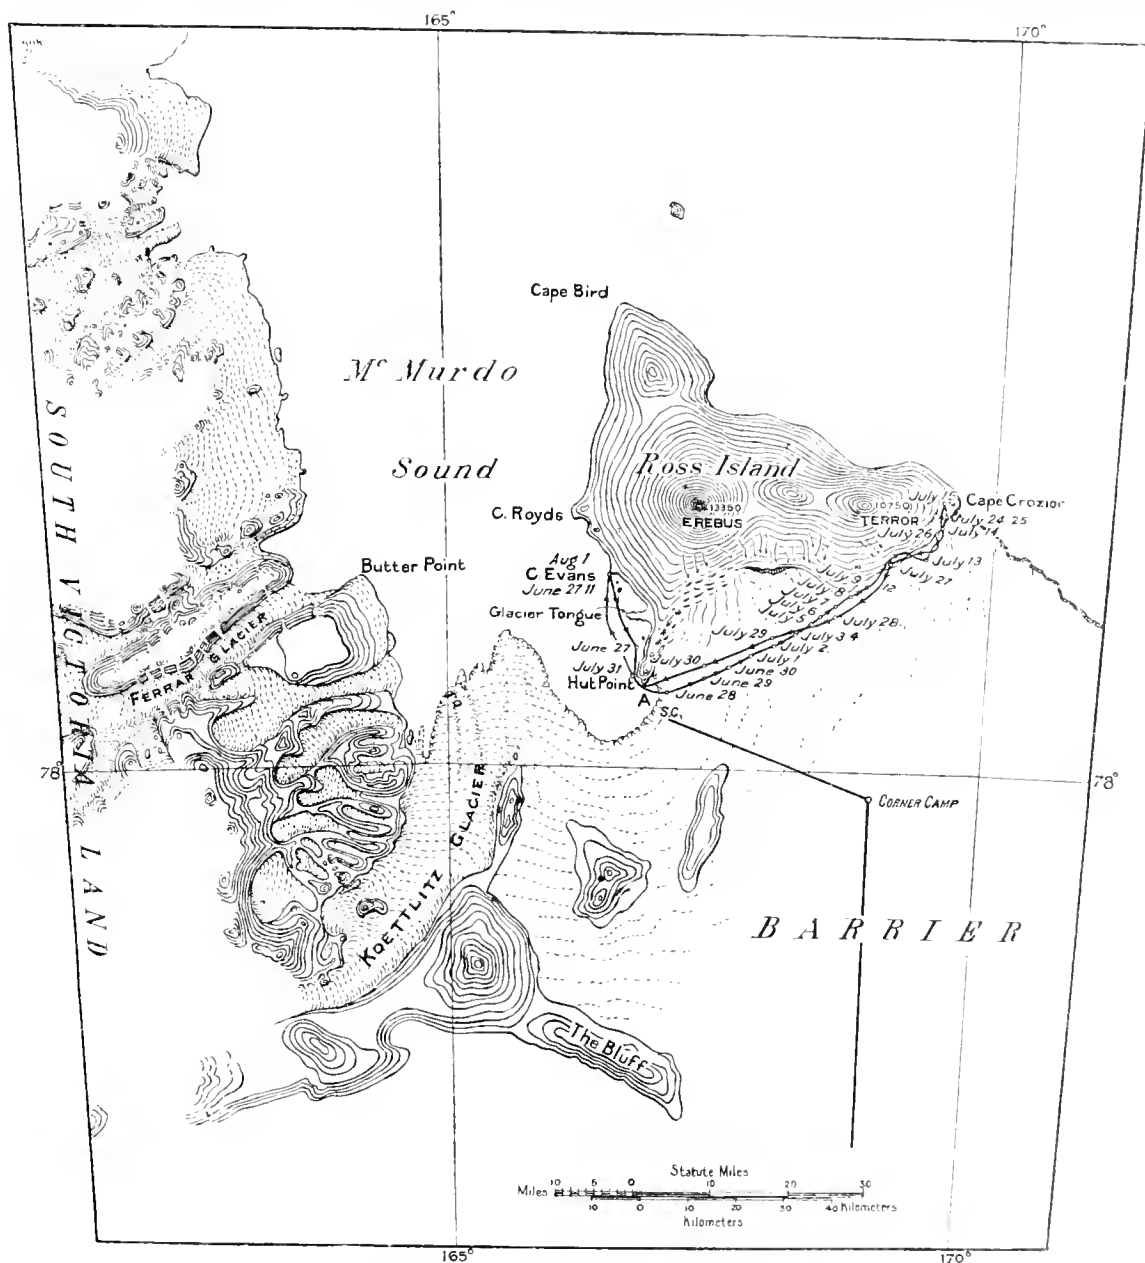 165°
170°
Cape Bird
Mc Murdo
Sound
Ross Island
SOUTH VICTORIA LAND
C. Royds
13350
EREBUS
10750
TERROR
July 15
Cape Crozier
July 24 25
July 14
July 26
July 13
July 27
12
July 9
July 8
July 7
July 6
July 5
July 28
July 3 4
July 2
July 29
July 1
June 30
June 29
June 28
July 30
Butter Point
Aug 1
C Evans
June 27 11
Glacier Tongue
June 27
July 31
Hut Point
A
S.C.
FERRAR GLACIER
78°
78°
CORNER CAMP
KOETTLITZ GLACIER
BARRIER
The Bluff
Statute Miles
10 5 0 10 20 30
Miles
10 0 10 20 30 40 Kilometers
Kilometers
165°
170°